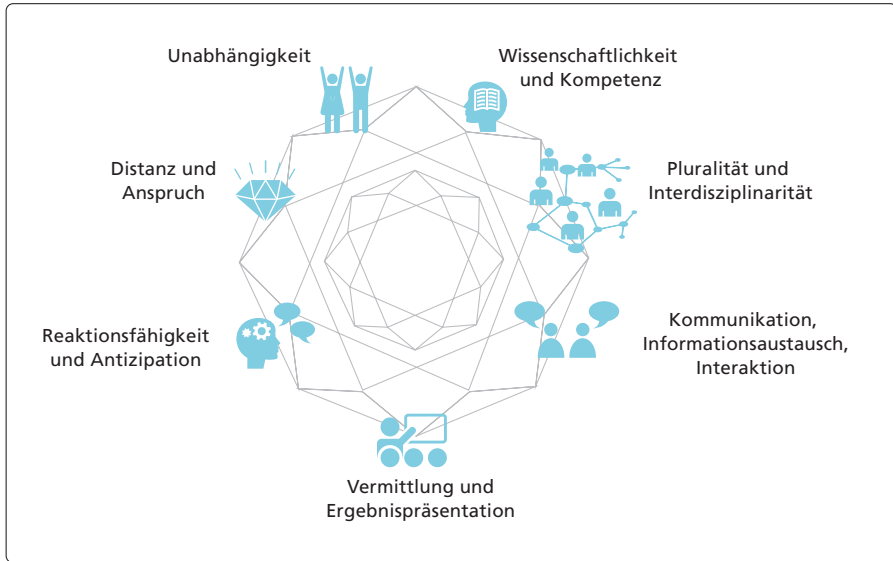 Unabhängigkeit
Wissenschaftlichkeit
und Kompetenz
Distanz und
Anspruch
Pluralität und
Interdisziplinarität
Reaktionsfähigkeit
und Antizipation
Kommunikation,
Informationsaustausch,
Interaktion
Vermittlung und
Ergebnispräsentation